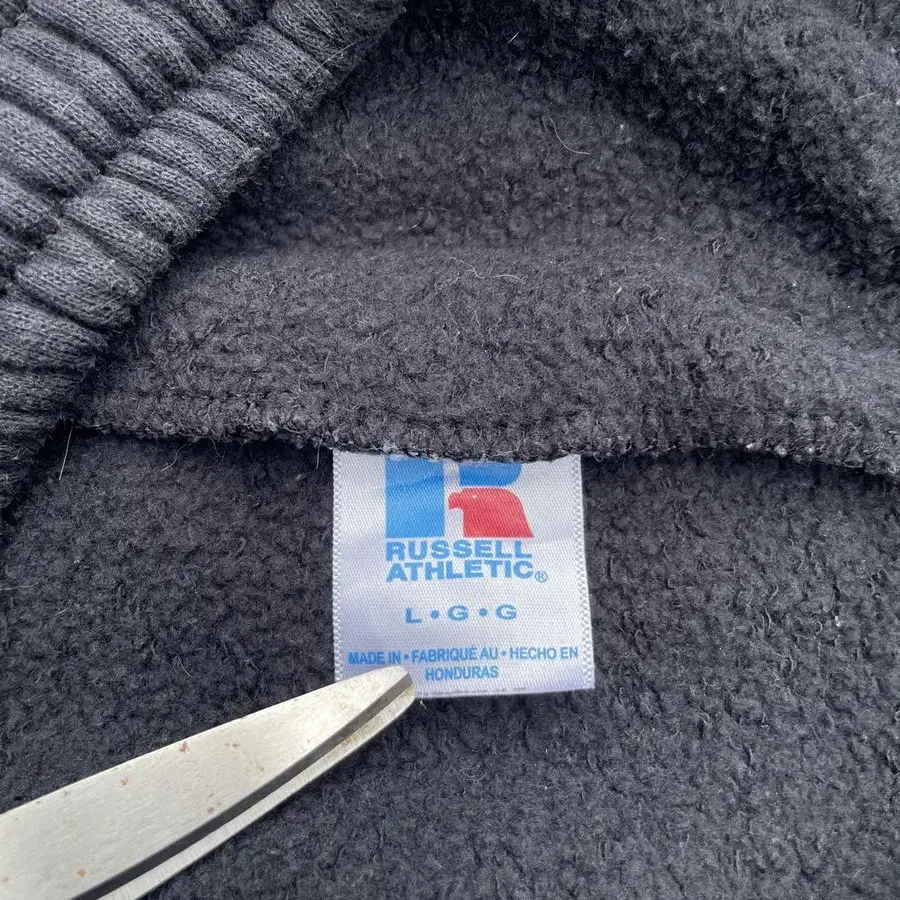 RUSSELL
ATHLETIC®
L•G•G
MADE IN • FABRIQUÉ AU • HECHO EN
HONDURAS